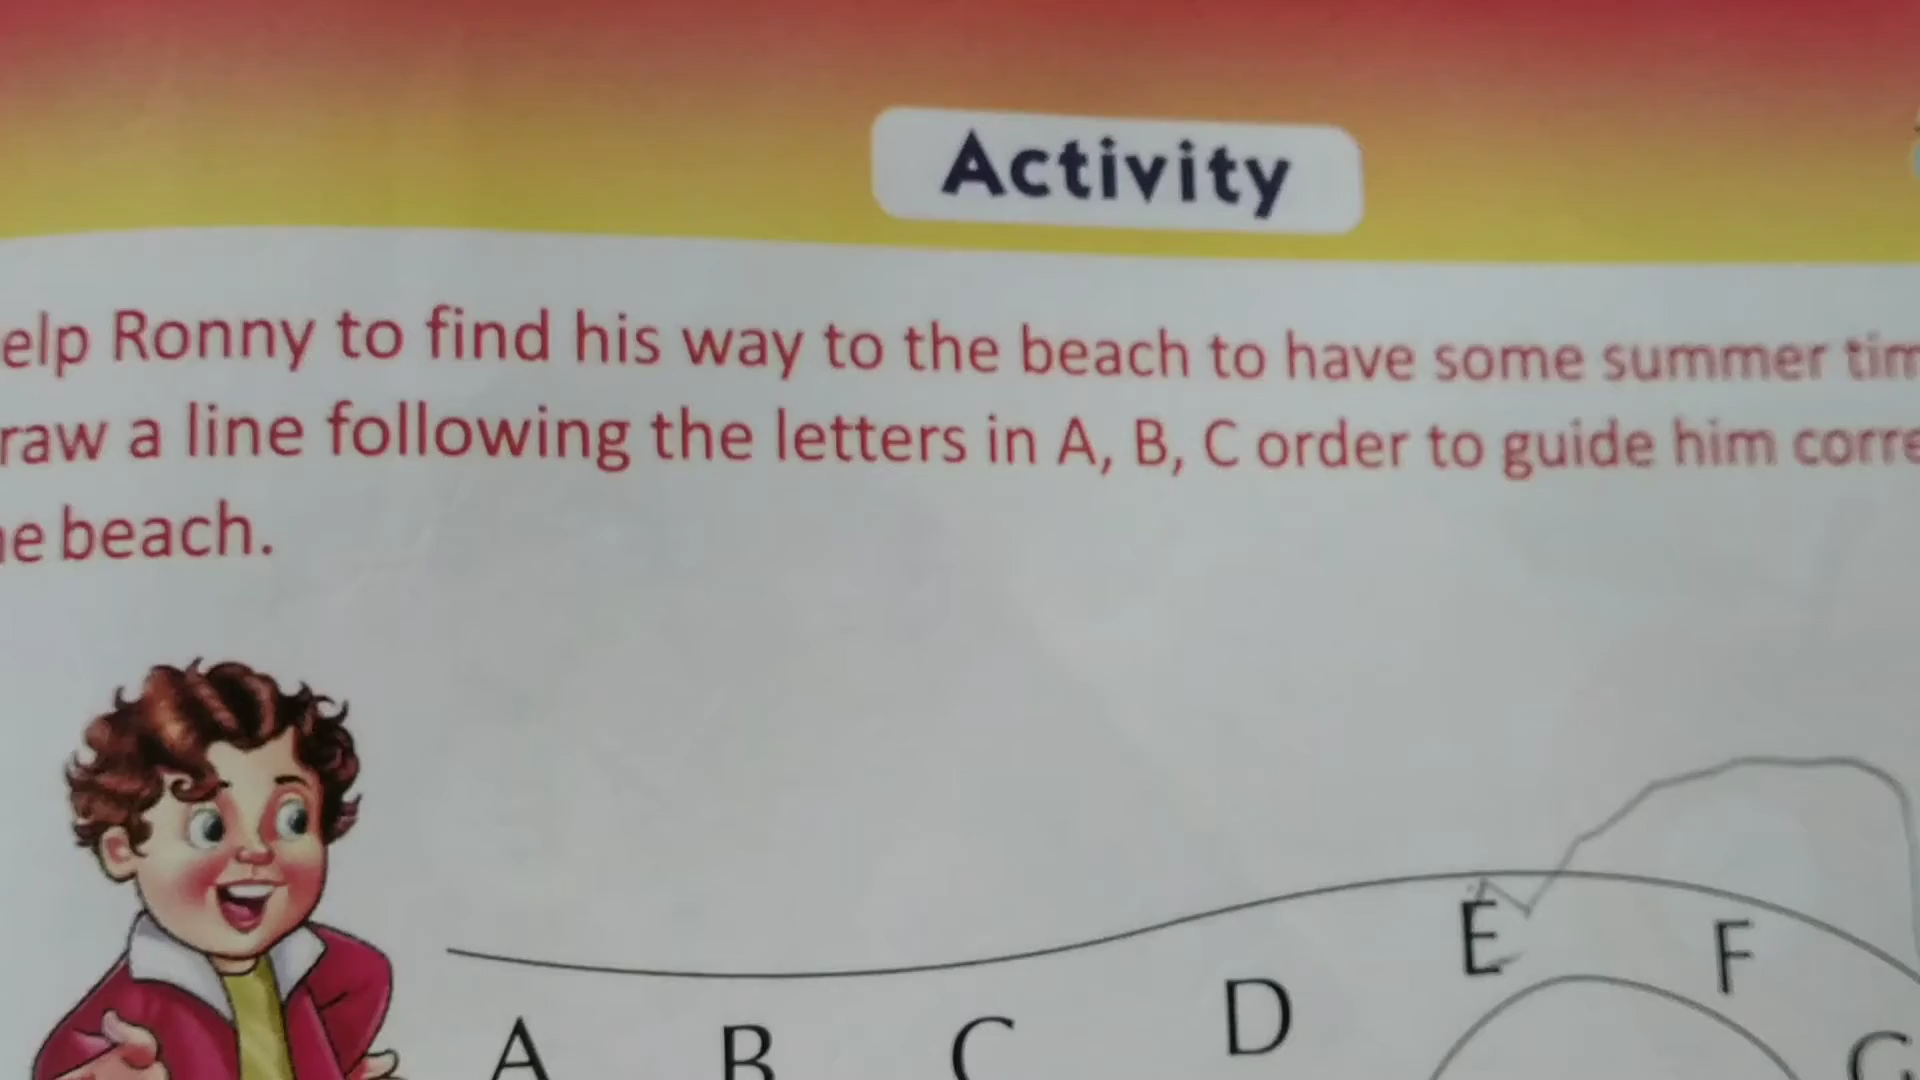 Activity
elp Ronny to find his way to the beach to have some summer tim
raw a line following the letters in A, B, C order to guide him corre
e beach.
A B C D E F G